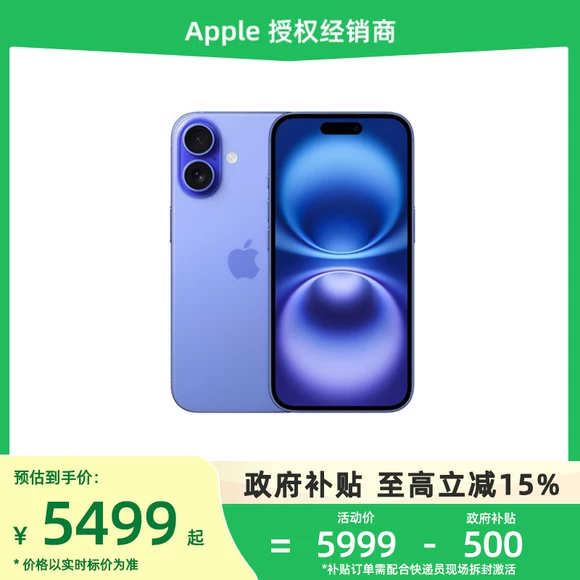 Apple 授权经销商
预估到手价:
¥ 5499 起
* 价格以实时标价为准
政府补贴 至高立减15%
活动价 政府补贴
= 5999 - 500
*补贴订单需配合快递员现场拆封激活